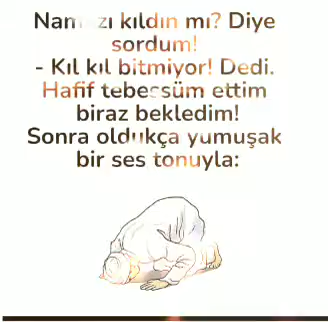 Namazı kıldın mı? Diye
sordum!
- Kıl kıl bitmiyor! Dedi.
Hafif tebessüm ettim
biraz bekledim!
Sonra oldukça yumuşak
bir ses tonuyla: